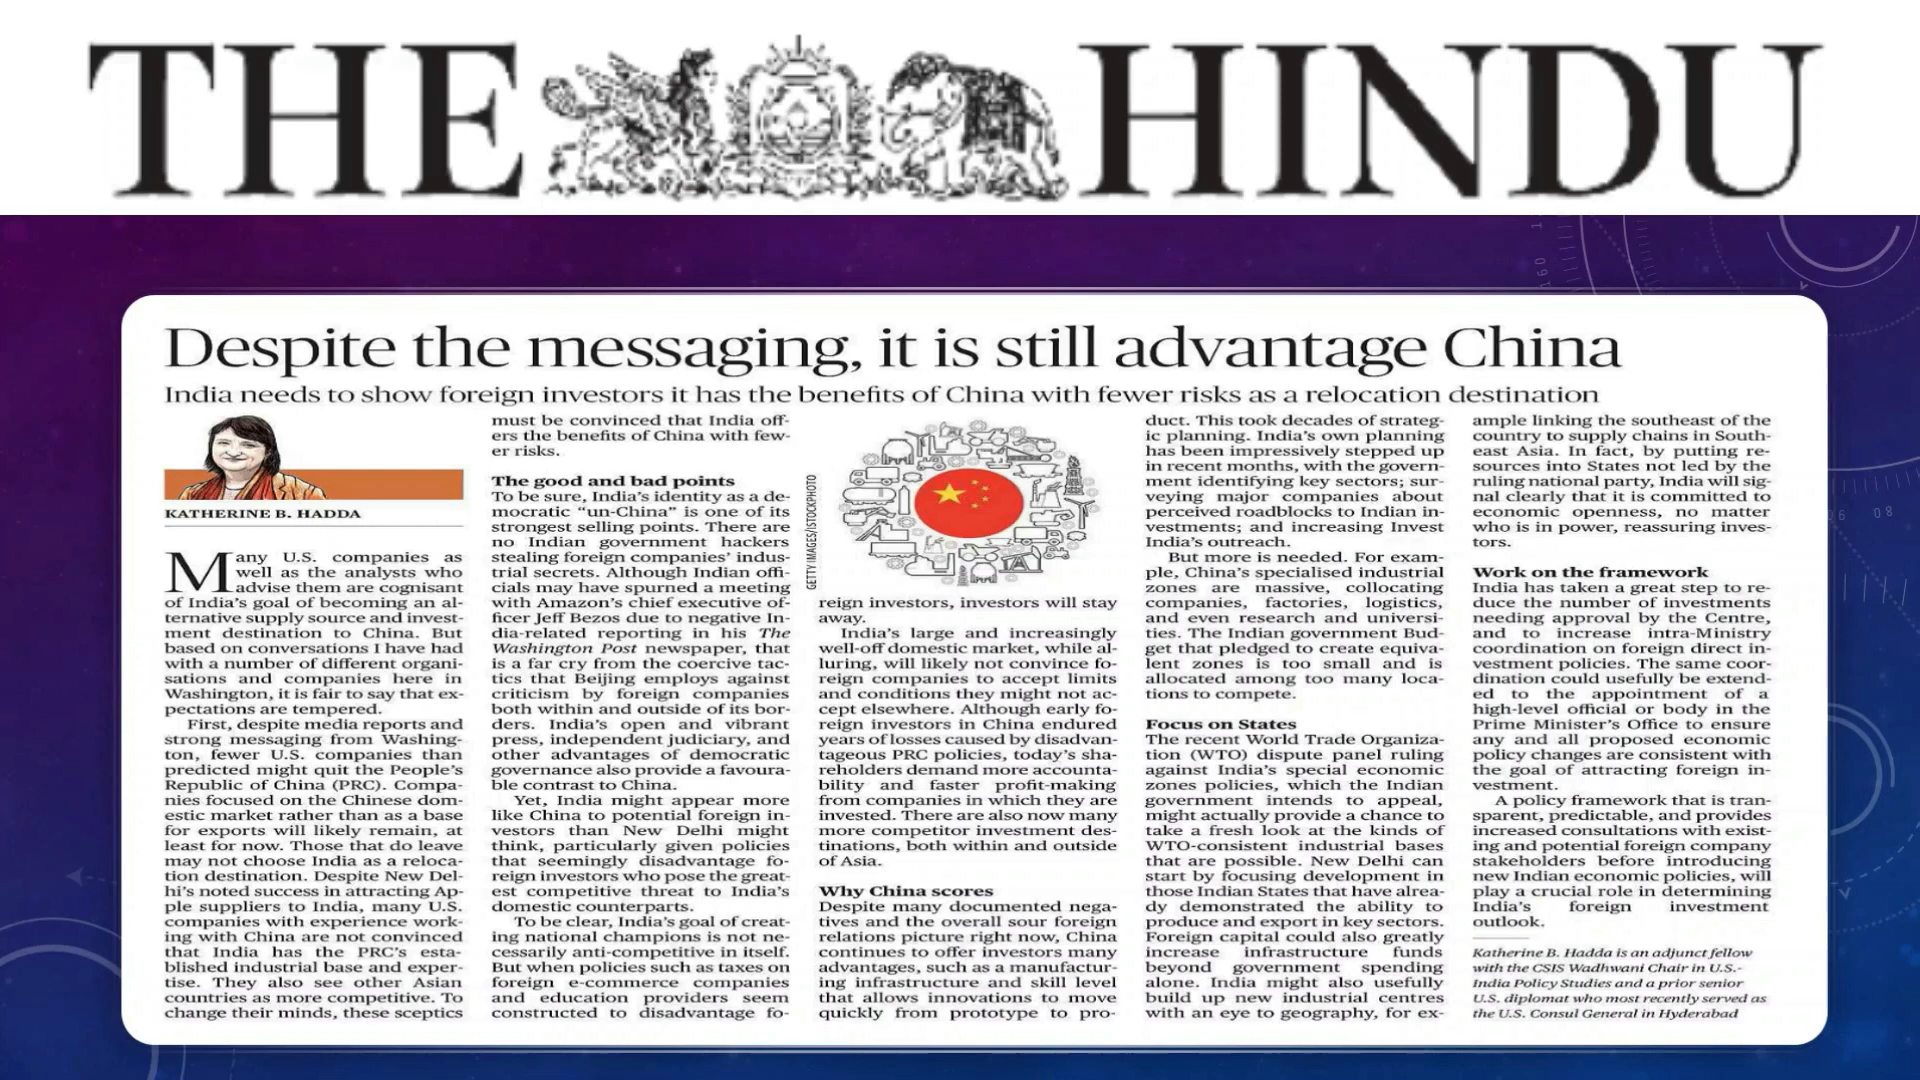 THE HINDU
Despite the messaging, it is still advantage China
India needs to show foreign investors it has the benefits of China with fewer risks as a relocation destination
KATHERINE B. HADDA
Many U.S. companies as
well as the analysts who
advise them are cognisant
of India's goal of becoming an al-
ternative supply source and invest-
ment destination to China. But
based on conversations I have had
with a number of different organi-
sations and companies here in
Washington, it is fair to say that ex-
pectations are tempered.
First, despite media reports and
strong messaging from Washing-
ton, fewer U.S. companies than
predicted might quit the People's
Republic of China (PRC). Compa-
nies focused on the Chinese dom-
estic market rather than as a base
for exports will likely remain, at
least for now. Those that do leave
may not choose India as a reloca-
tion destination. Despite New Del-
hi's noted success in attracting Ap-
ple suppliers to India, many U.S.
companies with experience work-
ing with China are not convinced
that India has the PRC's esta-
blished industrial base and exper-
tise. They also see other Asian
countries as more competitive. To
change their minds, these sceptics
must be convinced that India off-
ers the benefits of China with few-
er risks.
The good and bad points
To be sure, India's identity as a de-
mocratic "un-China" is one of its
strongest selling points. There are
no Indian government hackers
stealing foreign companies' indus-
trial secrets. Although Indian offi-
cials may have spurned a meeting
with Amazon's chief executive of-
ficer Jeff Bezos due to negative In-
dia-related reporting in his The
Washington Post newspaper, that
is a far cry from the coercive tac-
tics that Beijing employs against
criticism by foreign companies
both within and outside of its bor-
ders. India's open and vibrant
press, independent judiciary, and
other advantages of democratic
governance also provide a favoura-
ble contrast to China.
Yet, India might appear more
like China to potential foreign in-
vestors than New Delhi might
think, particularly given policies
that seemingly disadvantage fo-
reign investors who pose the great-
est competitive threat to India's
domestic counterparts.
To be clear, India's goal of creat-
ing national champions is not ne-
cessarily anti-competitive in itself.
But when policies such as taxes on
foreign e-commerce companies
and education providers seem
constructed to disadvantage fo-
GETTY IMAGES/ISTOCKPHOTO
reign investors, investors will stay
away.
India's large and increasingly
well-off domestic market, while al-
luring, will likely not convince fo-
reign companies to accept limits
and conditions they might not ac-
cept elsewhere. Although early fo-
reign investors in China endured
years of losses caused by disadvan-
tageous PRC policies, today's sha-
reholders demand more accounta-
bility and faster profit-making
from companies in which they are
invested. There are also now many
more competitor investment des-
tinations, both within and outside
of Asia.
Why China scores
Despite many documented nega-
tives and the overall sour foreign
relations picture right now, China
continues to offer investors many
advantages, such as a manufactur-
ing infrastructure and skill level
that allows innovations to move
quickly from prototype to pro-
duct. This took decades of strateg-
ic planning. India's own planning
has been impressively stepped up
in recent months, with the govern-
ment identifying key sectors; sur-
veying major companies about
perceived roadblocks to Indian in-
vestments; and increasing Invest
India's outreach.
But more is needed. For exam-
ple, China's specialised industrial
zones are massive, collocating
companies, factories, logistics,
and even research and universi-
ties. The Indian government Bud-
get that pledged to create equiva-
lent zones is too small and is
allocated among too many loca-
tions to compete.
Focus on States
The recent World Trade Organiza-
tion (WTO) dispute panel ruling
against India's special economic
zones policies, which the Indian
government intends to appeal,
might actually provide a chance to
take a fresh look at the kinds of
WTO-consistent industrial bases
that are possible. New Delhi can
start by focusing development in
those Indian States that have alrea-
dy demonstrated the ability to
produce and export in key sectors.
Foreign capital could also greatly
increase infrastructure funds
beyond government spending
alone. India might also usefully
build up new industrial centres
with an eye to geography, for ex-
ample linking the southeast of the
country to supply chains in South-
east Asia. In fact, by putting re-
sources into States not led by the
ruling national party, India will sig-
nal clearly that it is committed to
economic openness, no matter
who is in power, reassuring inves-
tors.
Work on the framework
India has taken a great step to re-
duce the number of investments
needing approval by the Centre,
and to increase intra-Ministry
coordination on foreign direct in-
vestment policies. The same coor-
dination could usefully be extend-
ed to the appointment of a
high-level official or body in the
Prime Minister's Office to ensure
any and all proposed economic
policy changes are consistent with
the goal of attracting foreign in-
vestment.
A policy framework that is tran-
sparent, predictable, and provides
increased consultations with exist-
ing and potential foreign company
stakeholders before introducing
new Indian economic policies, will
play a crucial role in determining
India's foreign investment
outlook.
Katherine B. Hadda is an adjunct fellow
with the CSIS Wadhwani Chair in U.S.-
India Policy Studies and a prior senior
U.S. diplomat who most recently served as
the U.S. Consul General in Hyderabad